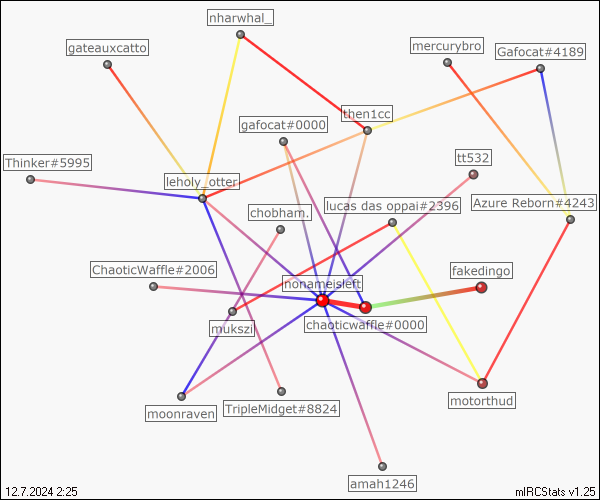 nharwhal_
gateauxcatto
mercurybro
Gafocat#4189
then1cc
gafocat#0000
tt532
Thinker#5995
leholy_otter
lucas das oppai#2396
Azure Reborn#4243
chobham.
ChaoticWaffle#2006
nonameisleft
fakedingo
mukszi
chaoticwaffle#0000
motorthud
moonraven
TripleMidget#8824
amah1246
12.7.2024 2:25
mIRCStats v1.25